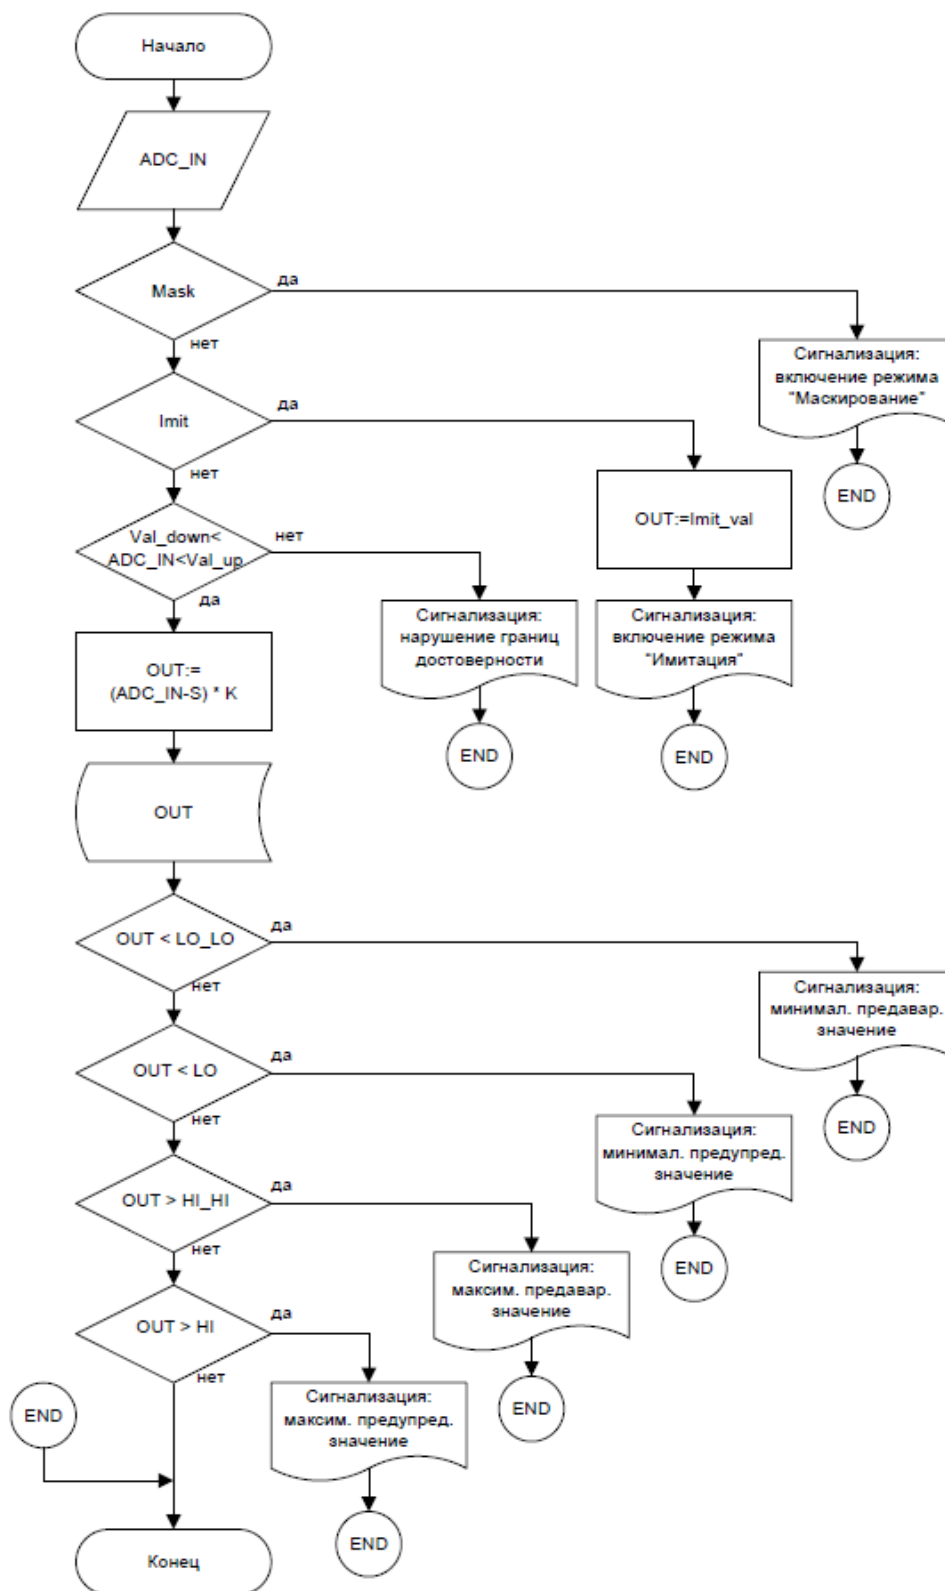 Начало
ADC_IN
Mask
да
нет
Сигнализация:
включение режима
"Маскирование"
END
Imit
да
нет
OUT:=Imit_val
Сигнализация:
включение режима
"Имитация"
END
Val_down<
ADC_IN<Val_up
нет
да
Сигнализация:
нарушение границ
достоверности
END
OUT:=
(ADC_IN-S) * K
OUT
OUT < LO_LO
да
нет
Сигнализация:
минимал. предавар.
значение
END
OUT < LO
да
нет
Сигнализация:
минимал. предупред.
значение
END
OUT > HI_HI
да
нет
Сигнализация:
максим. предавар.
значение
END
OUT > HI
да
нет
Сигнализация:
максим. предупред.
значение
END
END
Конец